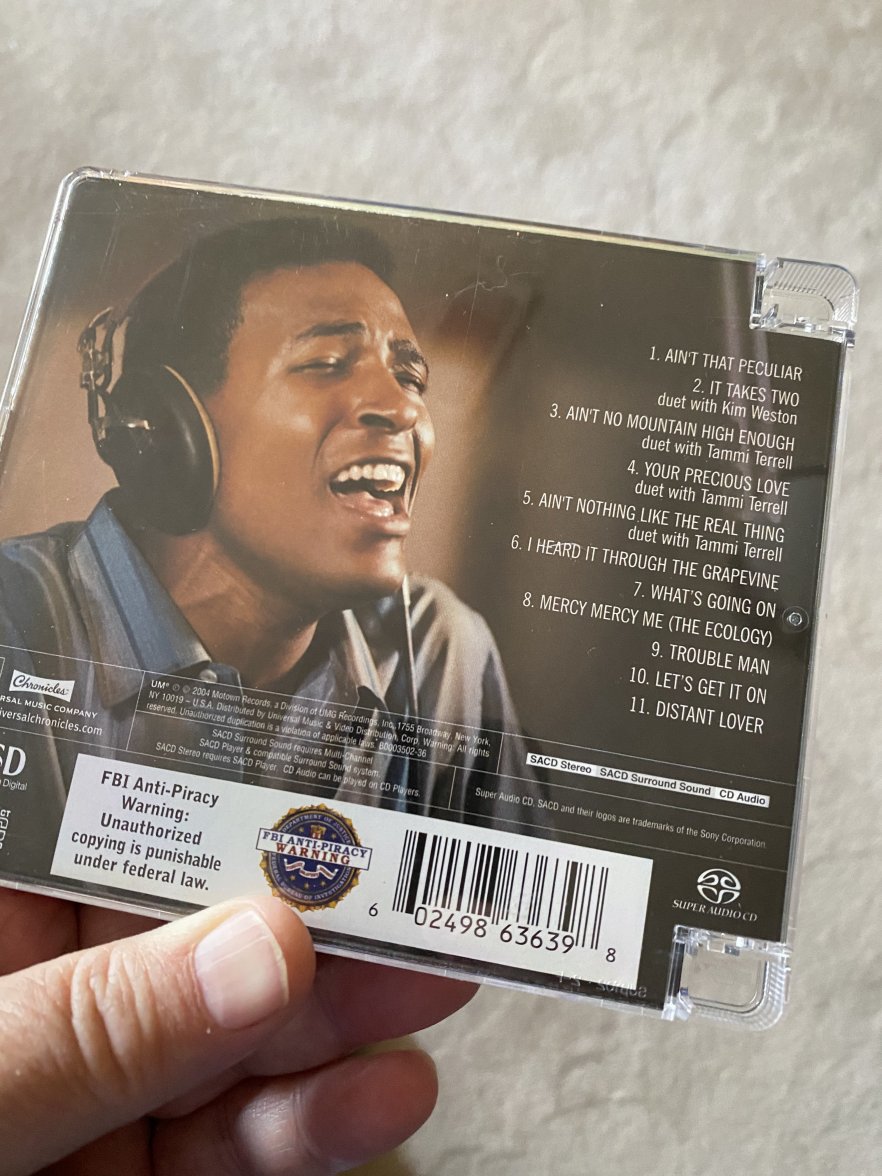 1. AIN'T THAT PECULIAR
2. IT TAKES TWO
duet with Kim Weston
3. AIN'T NO MOUNTAIN HIGH ENOUGH
duet with Tammi Terrell
4. YOUR PRECIOUS LOVE
duet with Tammi Terrell
5. AIN'T NOTHING LIKE THE REAL THING
duet with Tammi Terrell
6. I HEARD IT THROUGH THE GRAPEVINE
7. WHAT'S GOING ON
8. MERCY MERCY ME (THE ECOLOGY)
9. TROUBLE MAN
10. LET'S GET IT ON
11. DISTANT LOVER
Chronicles
RSAL MUSIC COMPANY
iversalchronicles.com
UM® ℗ © 2004 Motown Records, a Division of UMG Recordings, Inc., 1755 Broadway, New York,
NY 10019 – U.S.A. Distributed by Universal Music & Video Distribution, Corp. Warning: All rights
reserved. Unauthorized duplication is a violation of applicable laws. B0003502-36
SACD Surround Sound requires Multi-Channel
SACD Player & compatible Surround Sound system.
SACD Stereo requires SACD Player. CD Audio can be played on CD Players.
SACD Stereo SACD Surround Sound CD Audio
Super Audio CD, SACD and their logos are trademarks of the Sony Corporation.
SD
Digital
FBI Anti-Piracy
Warning:
Unauthorized
copying is punishable
under federal law.
DEPARTMENT OF JUSTICE
FBI ANTI-PIRACY
WARNING
FEDERAL BUREAU OF INVESTIGATION
6 02498 63639 8
SUPER AUDIO CD